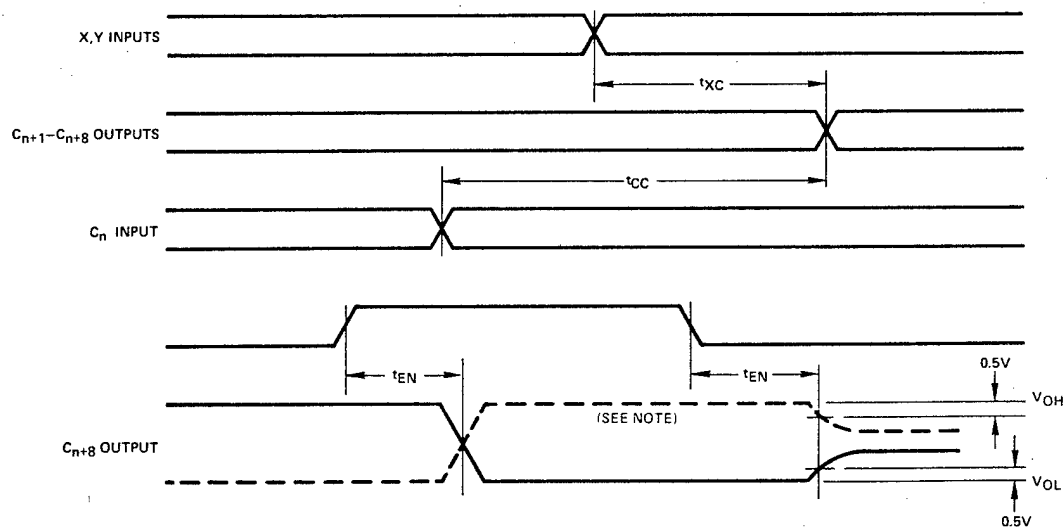 X,Y INPUTS
tXC
Cn+1–Cn+8 OUTPUTS
tCC
Cn INPUT
tEN
tEN
0.5V
VOH
(SEE NOTE)
Cn+8 OUTPUT
VOL
0.5V